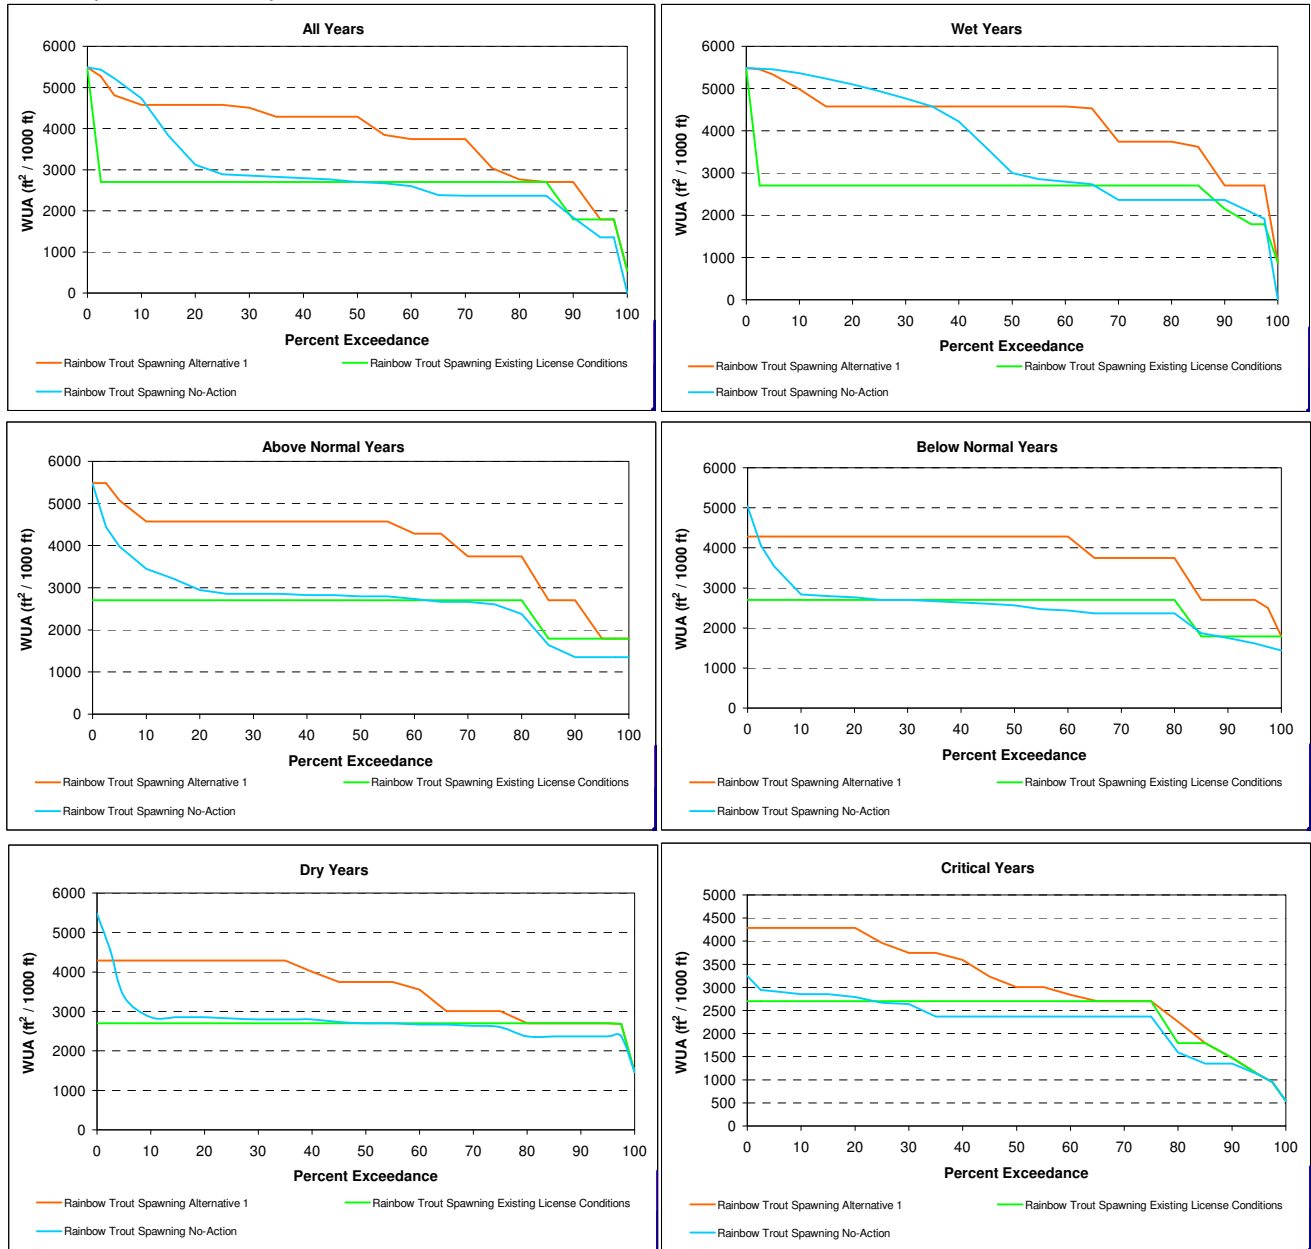 All Years
WUA (ft² / 1000 ft)
6000
5000
4000
3000
2000
1000
0
0 10 20 30 40 50 60 70 80 90 100
Percent Exceedance
Rainbow Trout Spawning Alternative 1
Rainbow Trout Spawning Existing License Conditions
Rainbow Trout Spawning No-Action
Wet Years
WUA (ft² / 1000 ft)
6000
5000
4000
3000
2000
1000
0
0 10 20 30 40 50 60 70 80 90 100
Percent Exceedance
Rainbow Trout Spawning Alternative 1
Rainbow Trout Spawning Existing License Conditions
Rainbow Trout Spawning No-Action
Above Normal Years
WUA (ft² / 1000 ft)
6000
5000
4000
3000
2000
1000
0
0 10 20 30 40 50 60 70 80 90 100
Percent Exceedance
Rainbow Trout Spawning Alternative 1
Rainbow Trout Spawning Existing License Conditions
Rainbow Trout Spawning No-Action
Below Normal Years
WUA (ft² / 1000 ft)
6000
5000
4000
3000
2000
1000
0
0 10 20 30 40 50 60 70 80 90 100
Percent Exceedance
Rainbow Trout Spawning Alternative 1
Rainbow Trout Spawning Existing License Conditions
Rainbow Trout Spawning No-Action
Dry Years
WUA (ft² / 1000 ft)
6000
5000
4000
3000
2000
1000
0
0 10 20 30 40 50 60 70 80 90 100
Percent Exceedance
Rainbow Trout Spawning Alternative 1
Rainbow Trout Spawning Existing License Conditions
Rainbow Trout Spawning No-Action
Critical Years
WUA (ft² / 1000 ft)
5000
4500
4000
3500
3000
2500
2000
1500
1000
500
0
0 10 20 30 40 50 60 70 80 90 100
Percent Exceedance
Rainbow Trout Spawning Alternative 1
Rainbow Trout Spawning Existing License Conditions
Rainbow Trout Spawning No-Action